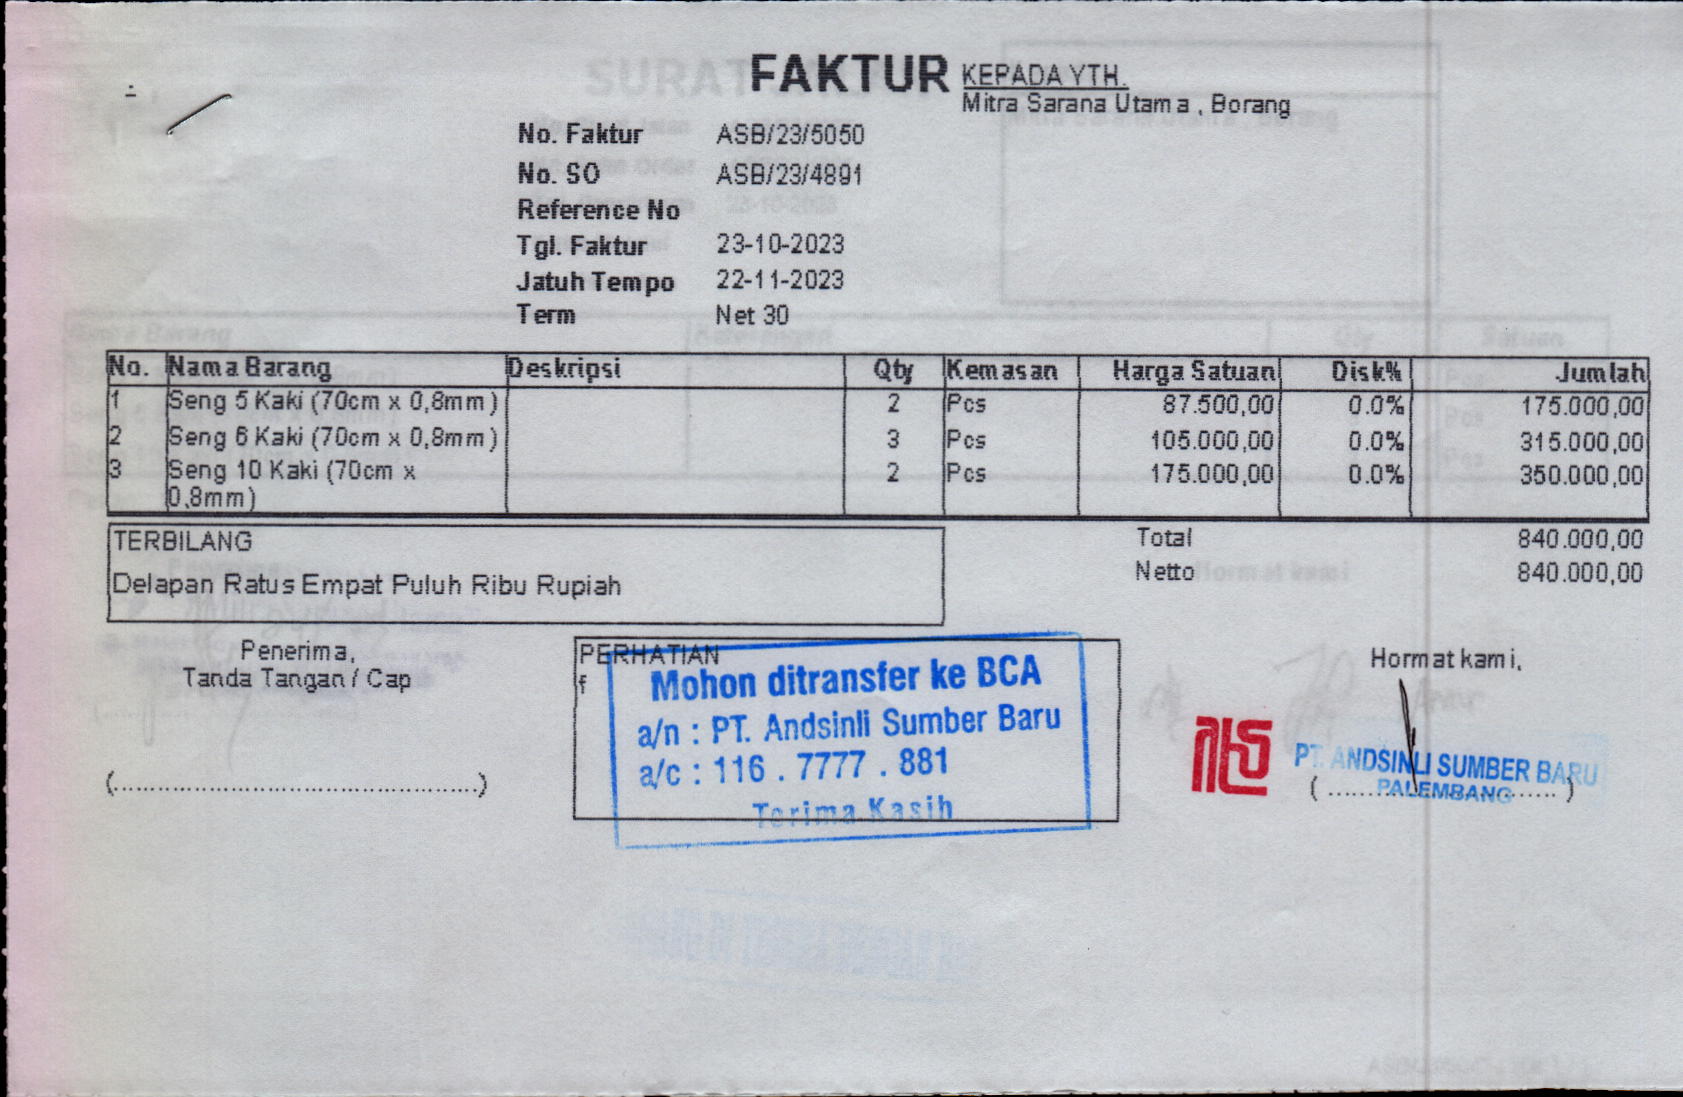 FAKTUR
KEPADA YTH.
Mitra Sarana Utama , Borang
No. Faktur ASB/23/5050
No. SO ASB/23/4891
Reference No
Tgl. Faktur 23-10-2023
Jatuh Tempo 22-11-2023
Term Net 30
No. Nama Barang Deskripsi Qty Kemasan Harga Satuan Disk% Jumlah
1 Seng 5 Kaki (70cm x 0,8mm) 2 Pcs 87.500,00 0.0% 175.000,00
2 Seng 6 Kaki (70cm x 0,8mm) 3 Pcs 105.000,00 0.0% 315.000,00
3 Seng 10 Kaki (70cm x 2 Pcs 175.000,00 0.0% 350.000,00
0,8mm)
TERBILANG
Delapan Ratus Empat Puluh Ribu Rupiah
Total 840.000,00
Netto 840.000,00
Penerima,
Tanda Tangan / Cap
(................................................)
PERHATIAN
f
Mohon ditransfer ke BCA
a/n : PT. Andsinli Sumber Baru
a/c : 116 . 7777 . 881
Terima Kasih
Hormat kami,
PT. ANDSINLI SUMBER BARU
PALEMBANG
(..............................)